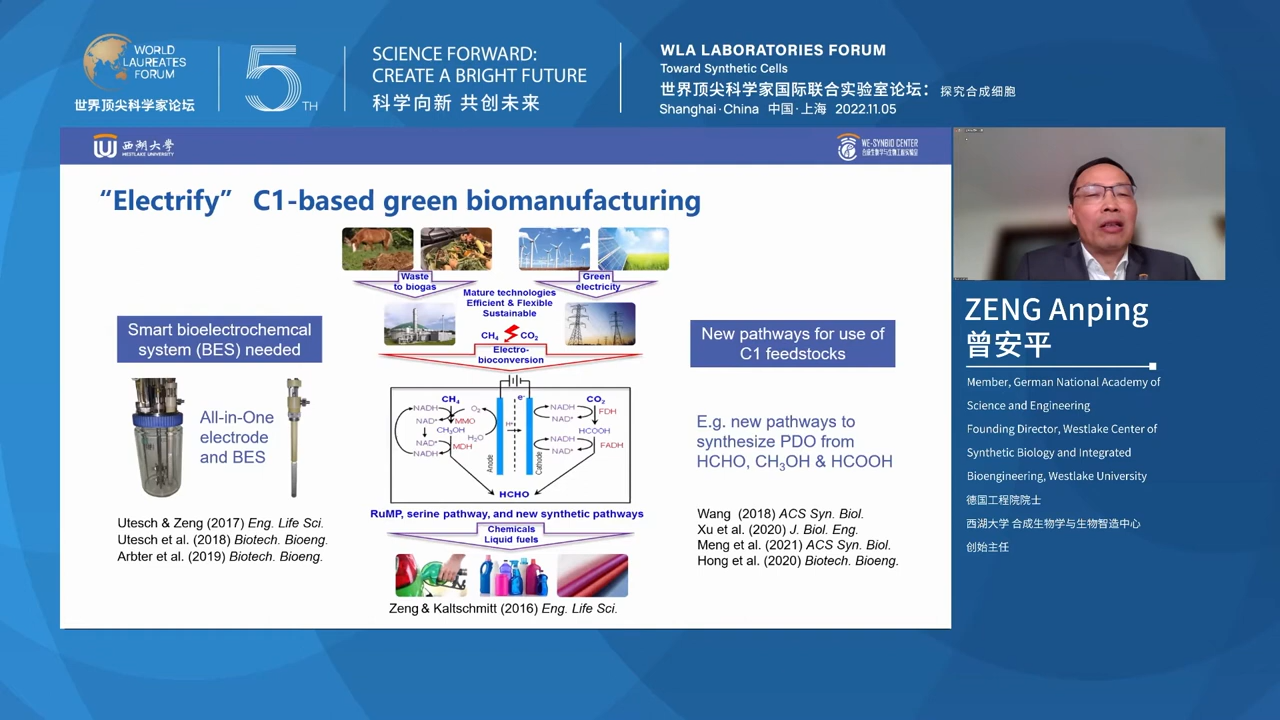 WORLD
LAUREATES
FORUM
世界顶尖科学家论坛
5TH
SCIENCE FORWARD:
CREATE A BRIGHT FUTURE
科学向新 共创未来
WLA LABORATORIES FORUM
Toward Synthetic Cells
世界顶尖科学家国际联合实验室论坛：探究合成细胞
Shanghai·China 中国·上海 2022.11.05
西湖大學
WESTLAKE UNIVERSITY
WE-SYNBIO CENTER
“Electrify” C1-based green biomanufacturing
Waste
to biogas
Green
electricity
Mature technologies
Efficient & Flexible
Sustainable
CH4 CO2
Electro-
bioconversion
Smart bioelectrochemcal
system (BES) needed
All-in-One
electrode
and BES
Utesch & Zeng (2017) Eng. Life Sci.
Utesch et al. (2018) Biotech. Bioeng.
Arbter et al. (2019) Biotech. Bioeng.
e-
CH4
NADH
O2
NAD+
MMO
CH3OH
H2O
NAD+
MDH
NADH
H+
Anode
Cathode
CO2
NADH
FDH
NAD+
HCOOH
NADH
FADH
NAD+
HCHO
RuMP, serine pathway, and new synthetic pathways
Chemicals
Liquid fuels
Zeng & Kaltschmitt (2016) Eng. Life Sci.
New pathways for use of
C1 feedstocks
E.g. new pathways to
synthesize PDO from
HCHO, CH3OH & HCOOH
Wang (2018) ACS Syn. Biol.
Xu et al. (2020) J. Biol. Eng.
Meng et al. (2021) ACS Syn. Biol.
Hong et al. (2020) Biotech. Bioeng.
ZENG Anping
曾安平
Member, German National Academy of
Science and Engineering
Founding Director, Westlake Center of
Synthetic Biology and Integrated
Bioengineering, Westlake University
德国工程院院士
西湖大学 合成生物学与生物智造中心
创始主任